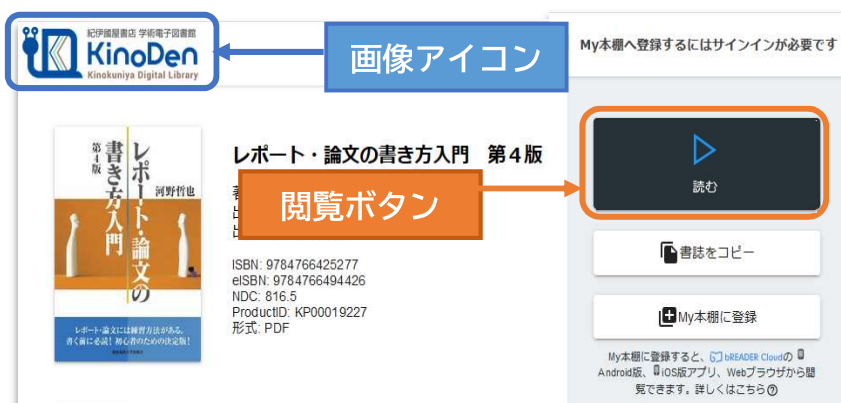 紀伊國屋書店 学術電子図書館
KinoDen
Kinokuniya Digital Library
画像アイコン
My本棚へ登録するにはサインインが必要です
レポート・論文の
書き方入門
第4版
河野哲也
レポート・論文には練習方法がある。
書く前に必読！初心者のための決定版！
レポート・論文の書き方入門　第4版
閲覧ボタン
ISBN: 9784766425277
eISBN: 9784766494426
NDC: 816.5
ProductID: KP00019227
形式: PDF
読む
書誌をコピー
My本棚に登録
My本棚に登録すると、bREADER Cloudの
Android版、iOS版アプリ、Webブラウザから閲
覧できます。詳しくはこちら